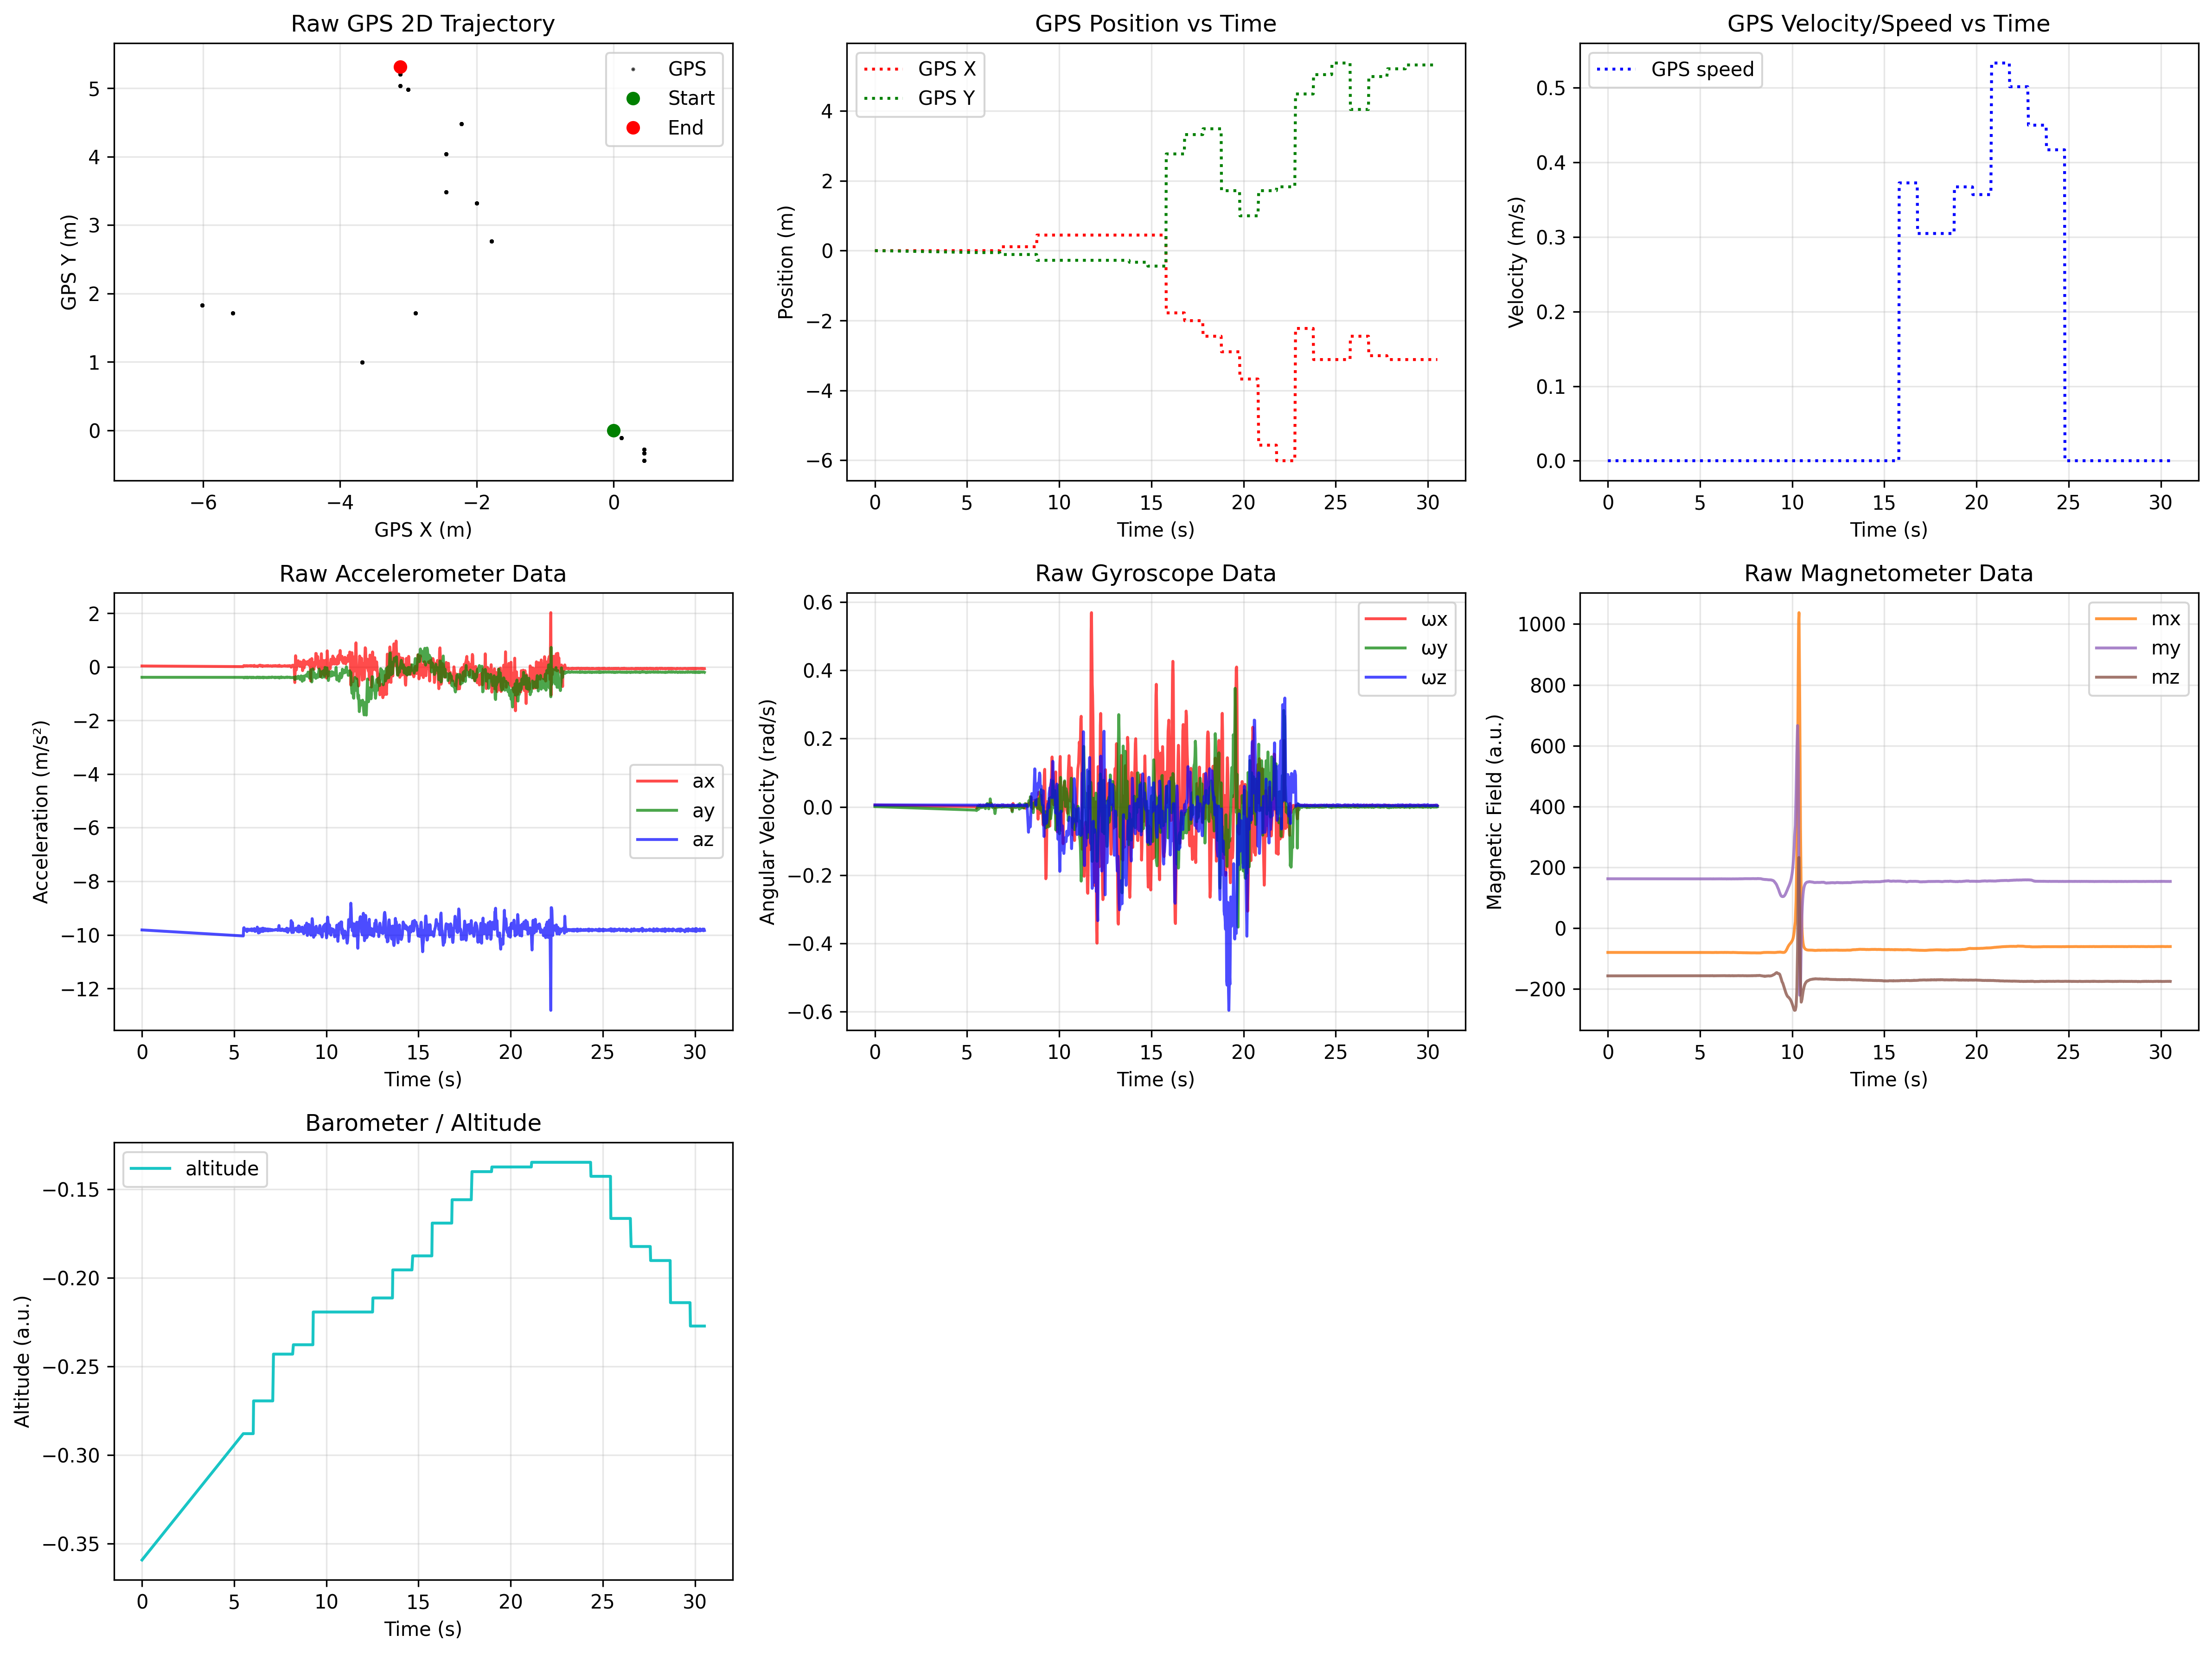 Raw GPS 2D Trajectory
GPS Y (m)
5
4
3
2
1
0
−6
−4
−2
0
GPS X (m)
GPS
Start
End
GPS Position vs Time
Position (m)
4
2
0
−2
−4
−6
0
5
10
15
20
25
30
Time (s)
GPS X
GPS Y
GPS Velocity/Speed vs Time
Velocity (m/s)
0.5
0.4
0.3
0.2
0.1
0.0
0
5
10
15
20
25
30
Time (s)
GPS speed
Raw Accelerometer Data
Acceleration (m/s²)
2
0
−2
−4
−6
−8
−10
−12
0
5
10
15
20
25
30
Time (s)
ax
ay
az
Raw Gyroscope Data
Angular Velocity (rad/s)
0.6
0.4
0.2
0.0
−0.2
−0.4
−0.6
0
5
10
15
20
25
30
Time (s)
ωx
ωy
ωz
Raw Magnetometer Data
Magnetic Field (a.u.)
1000
800
600
400
200
0
−200
0
5
10
15
20
25
30
Time (s)
mx
my
mz
Barometer / Altitude
Altitude (a.u.)
−0.15
−0.20
−0.25
−0.30
−0.35
0
5
10
15
20
25
30
Time (s)
altitude